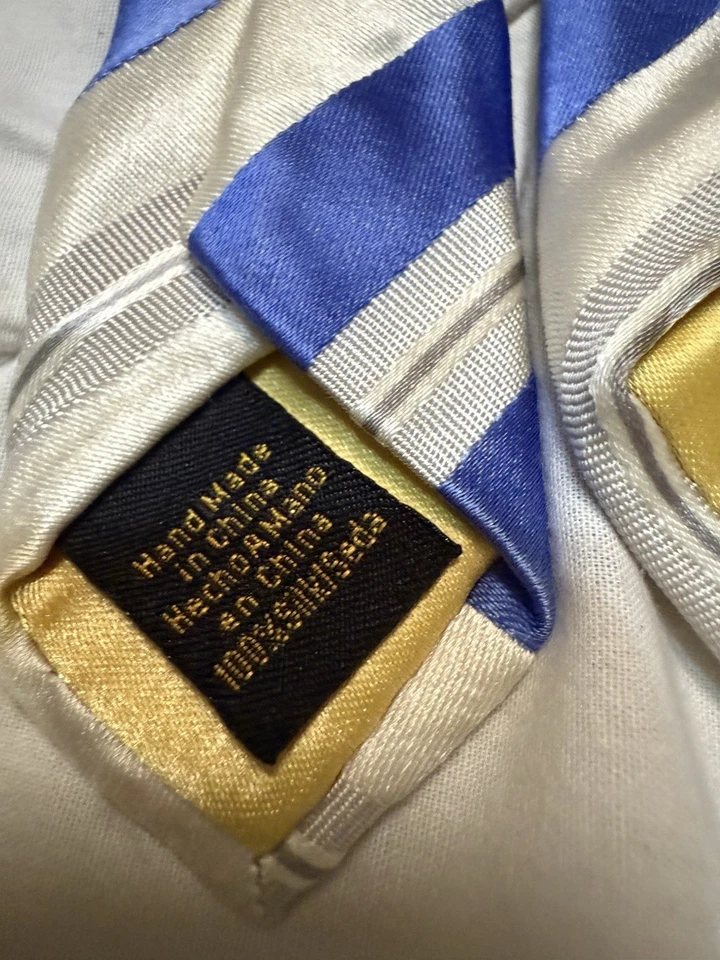 Hand Made
in China
Hecho A Mano
en China
100% Silk/Seda